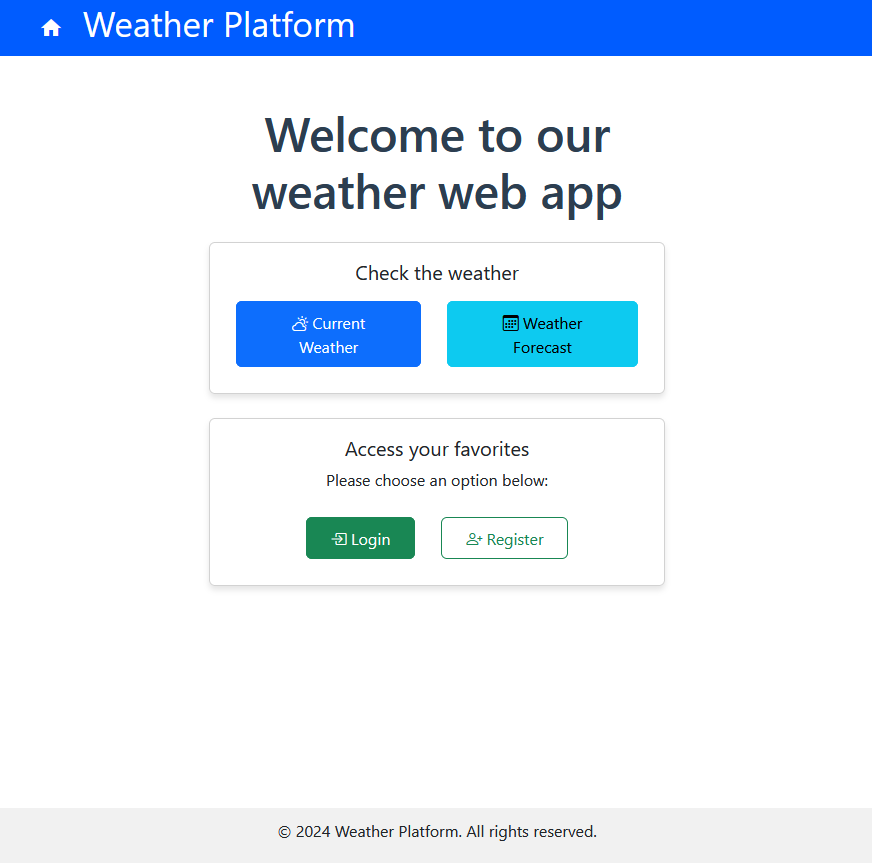 Weather Platform
Welcome to our
weather web app
Check the weather
Current
Weather
Weather
Forecast
Access your favorites
Please choose an option below:
Login
Register
© 2024 Weather Platform. All rights reserved.